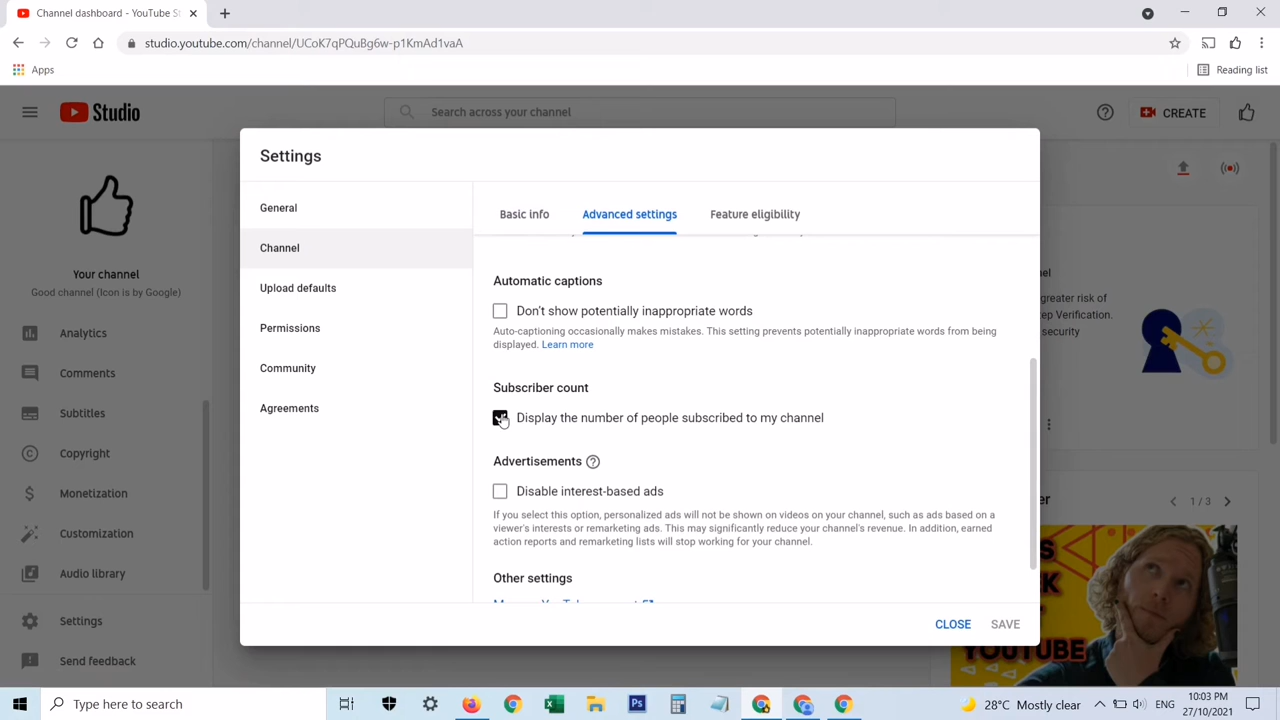 Channel dashboard - YouTube St
studio.youtube.com/channel/UCoK7qPQuBg6w-p1KmAd1vaA
Apps
Reading list
Studio
Search across your channel
CREATE
Settings
General
Channel
Upload defaults
Permissions
Community
Agreements
Basic info
Advanced settings
Feature eligibility
Automatic captions
Don't show potentially inappropriate words
Auto-captioning occasionally makes mistakes. This setting prevents potentially inappropriate words from being
displayed. Learn more
Subscriber count
Display the number of people subscribed to my channel
Advertisements
Disable interest-based ads
If you select this option, personalized ads will not be shown on videos on your channel, such as ads based on a
viewer's interests or remarketing ads. This may significantly reduce your channel's revenue. In addition, earned
action reports and remarketing lists will stop working for your channel.
Other settings
CLOSE
SAVE
Your channel
Good channel (Icon is by Google)
Analytics
Comments
Subtitles
Copyright
Monetization
Customization
Audio library
Settings
Send feedback
nel
greater risk of
tep Verification.
security
er
1 / 3
YOUTUBE
Type here to search
28°C Mostly clear
ENG
10:03 PM
27/10/2021